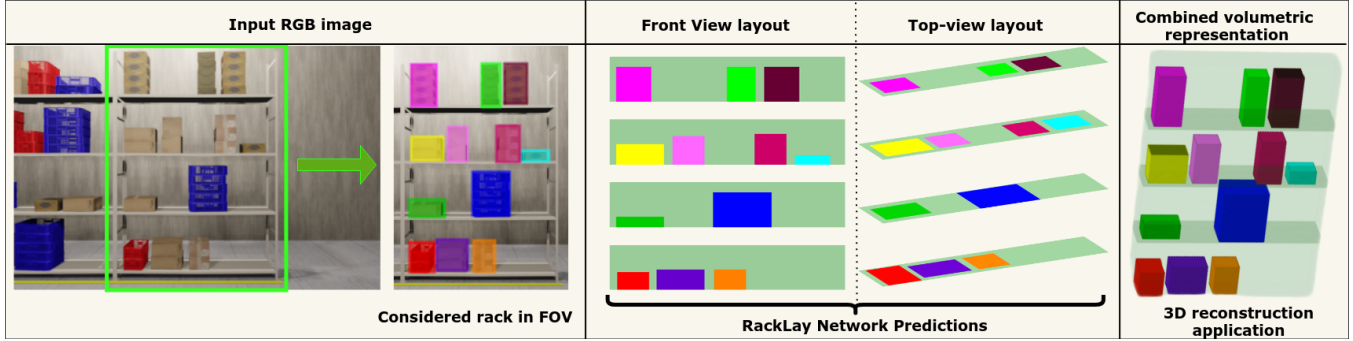 Input RGB image
Front View layout
Top-view layout
Combined volumetric
representation
Considered rack in FOV
RackLay Network Predictions
3D reconstruction
application